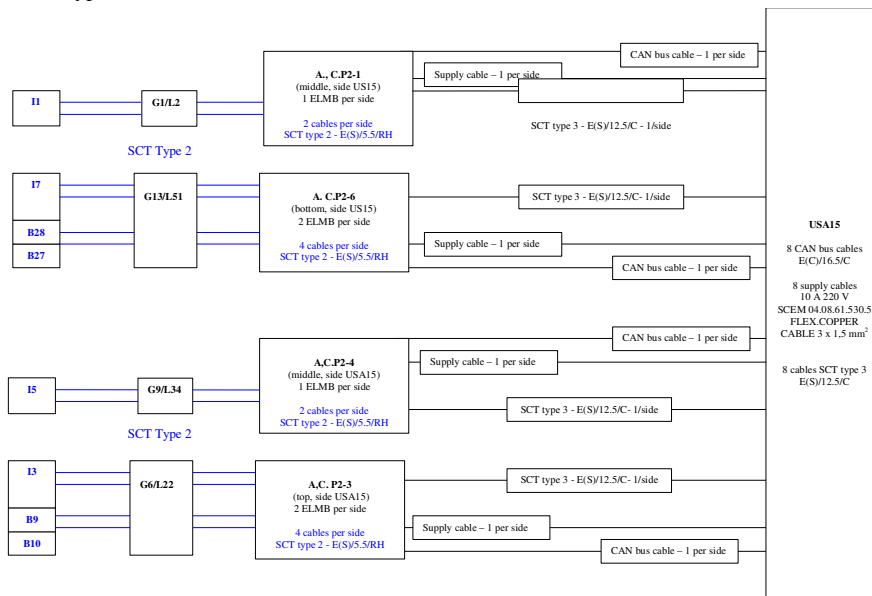 CAN bus cable – 1 per side
A., C.P2-1
(middle, side US15)
1 ELMB per side
2 cables per side
SCT type 2 - E(S)/5.5/RH
Supply cable – 1 per side
I1
G1/L2
SCT type 3 - E(S)/12.5/C - 1/side
SCT Type 2
I7
B28
B27
G13/L51
A. C.P2-6
(bottom, side US15)
2 ELMB per side
4 cables per side
SCT type 2 - E(S)/5.5/RH
SCT type 3 - E(S)/12.5/C- 1/side
Supply cable – 1 per side
CAN bus cable – 1 per side
USA15
8 CAN bus cables
E(C)/16.5/C
8 supply cables
10 A 220 V
SCEM 04.08.61.530.5
FLEX.COPPER
CABLE 3 x 1,5 mm²
8 cables SCT type 3
E(S)/12.5/C
CAN bus cable – 1 per side
A,C.P2-4
(middle, side USA15)
1 ELMB per side
2 cables per side
SCT type 2 - E(S)/5.5/RH
Supply cable – 1 per side
I5
G9/L34
SCT type 3 - E(S)/12.5/C- 1/side
SCT Type 2
I3
B9
B10
G6/L22
A,C. P2-3
(top, side USA15)
2 ELMB per side
4 cables per side
SCT type 2 - E(S)/5.5/RH
SCT type 3 - E(S)/12.5/C- 1/side
Supply cable – 1 per side
CAN bus cable – 1 per side